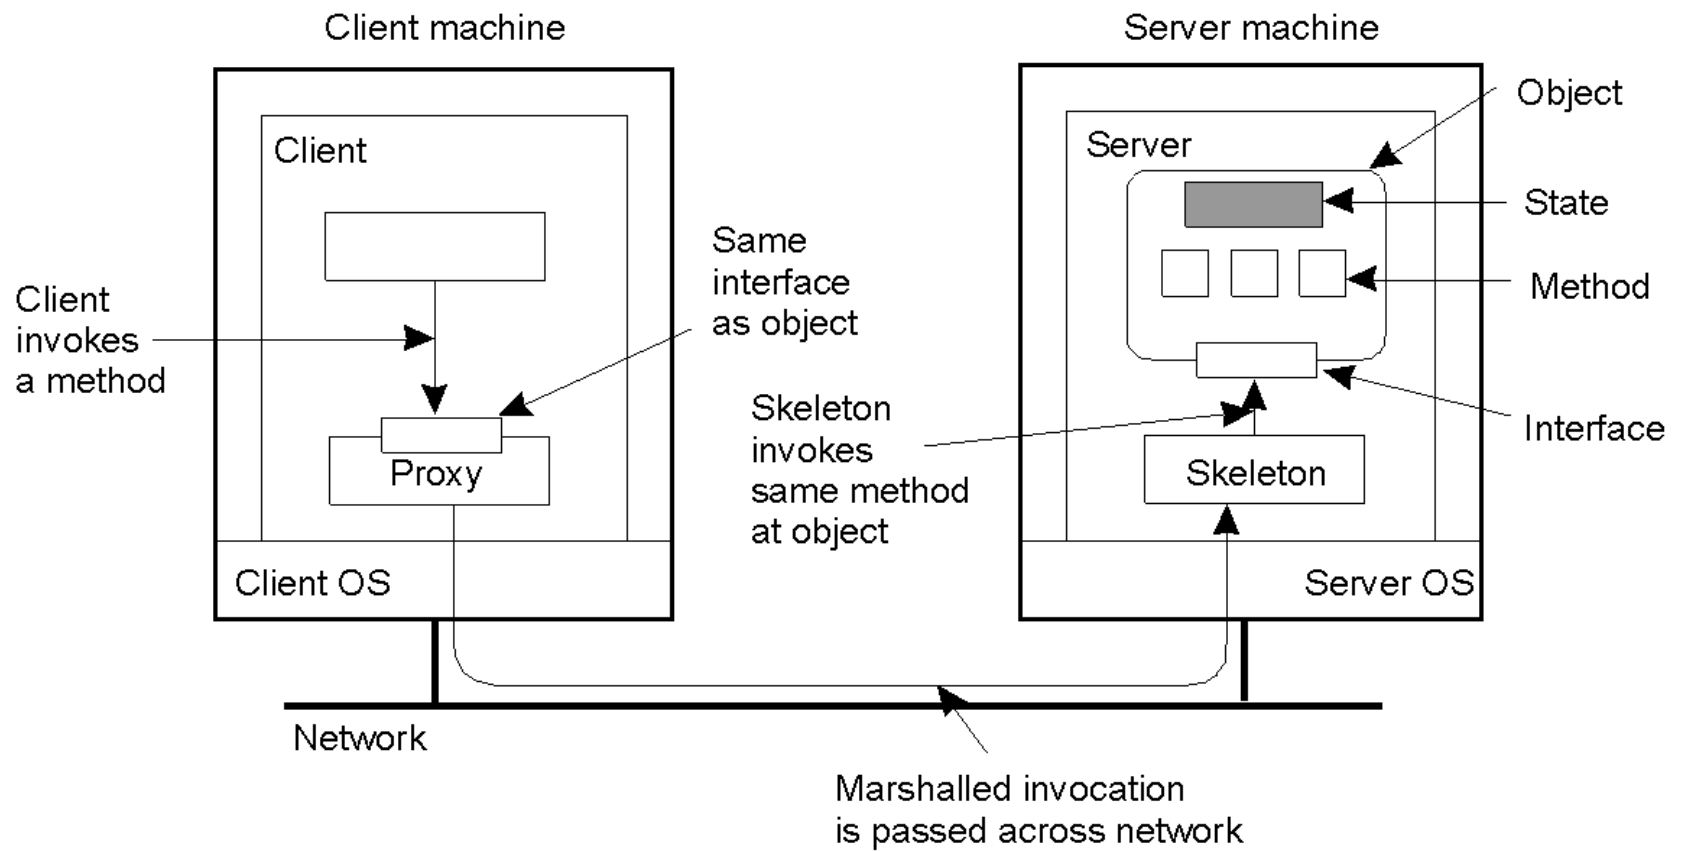 Client machine
Server machine
Object
Client
Server
State
Same
interface
as object
Client
invokes
a method
Method
Skeleton
invokes
same method
at object
Interface
Proxy
Skeleton
Client OS
Server OS
Network
Marshalled invocation
is passed across network